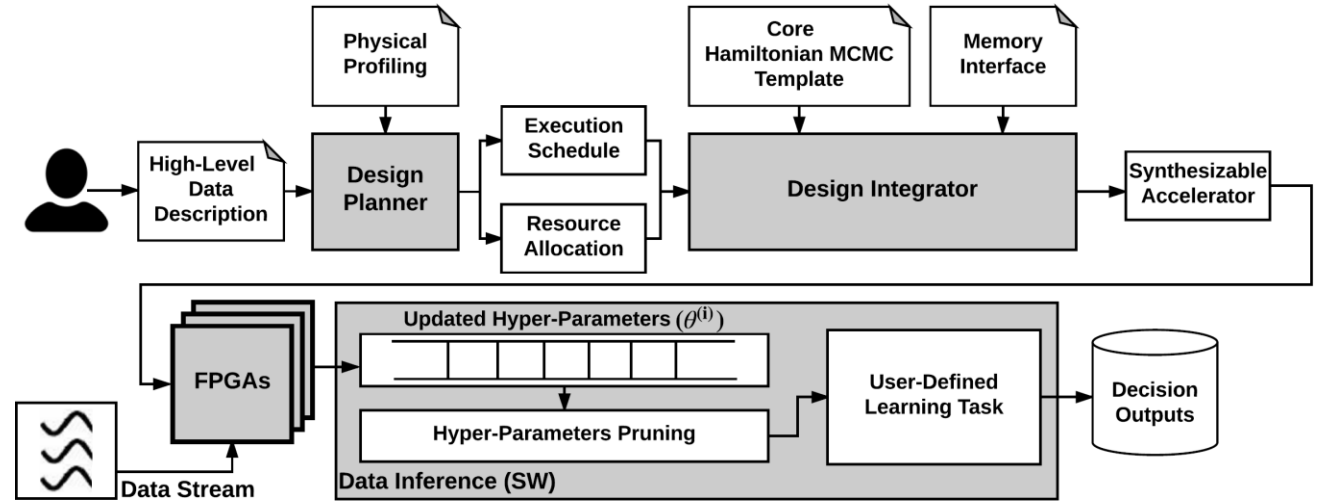 Physical
Profiling
Core
Hamiltonian MCMC
Template
Memory
Interface
High-Level
Data
Description
Design
Planner
Execution
Schedule
Resource
Allocation
Design Integrator
Synthesizable
Accelerator
FPGAs
Data Stream
Updated Hyper-Parameters (θ⁽ⁱ⁾)
Hyper-Parameters Pruning
User-Defined
Learning Task
Data Inference (SW)
Decision
Outputs